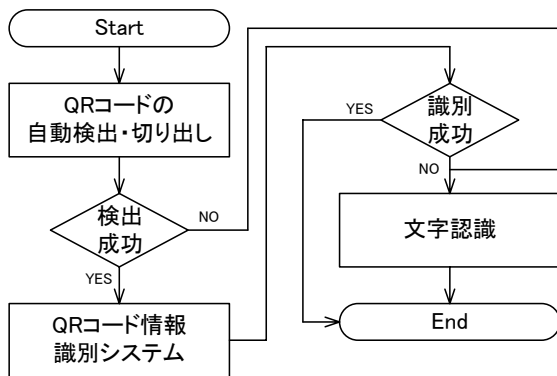 Start
QRコードの
自動検出・切り出し
検出
成功
NO
YES
QRコード情報
識別システム
識別
成功
YES
NO
文字認識
End